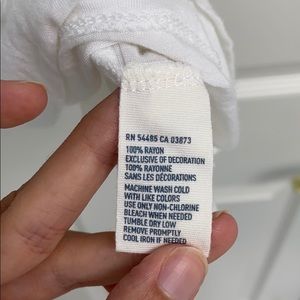 RN 54485 CA 03873
100% RAYON
EXCLUSIVE OF DECORATION
100% RAYONNE
SANS LES DÉCORATIONS
MACHINE WASH COLD
WITH LIKE COLORS
USE ONLY NON-CHLORINE
BLEACH WHEN NEEDED
TUMBLE DRY LOW
REMOVE PROMPTLY
COOL IRON IF NEEDED